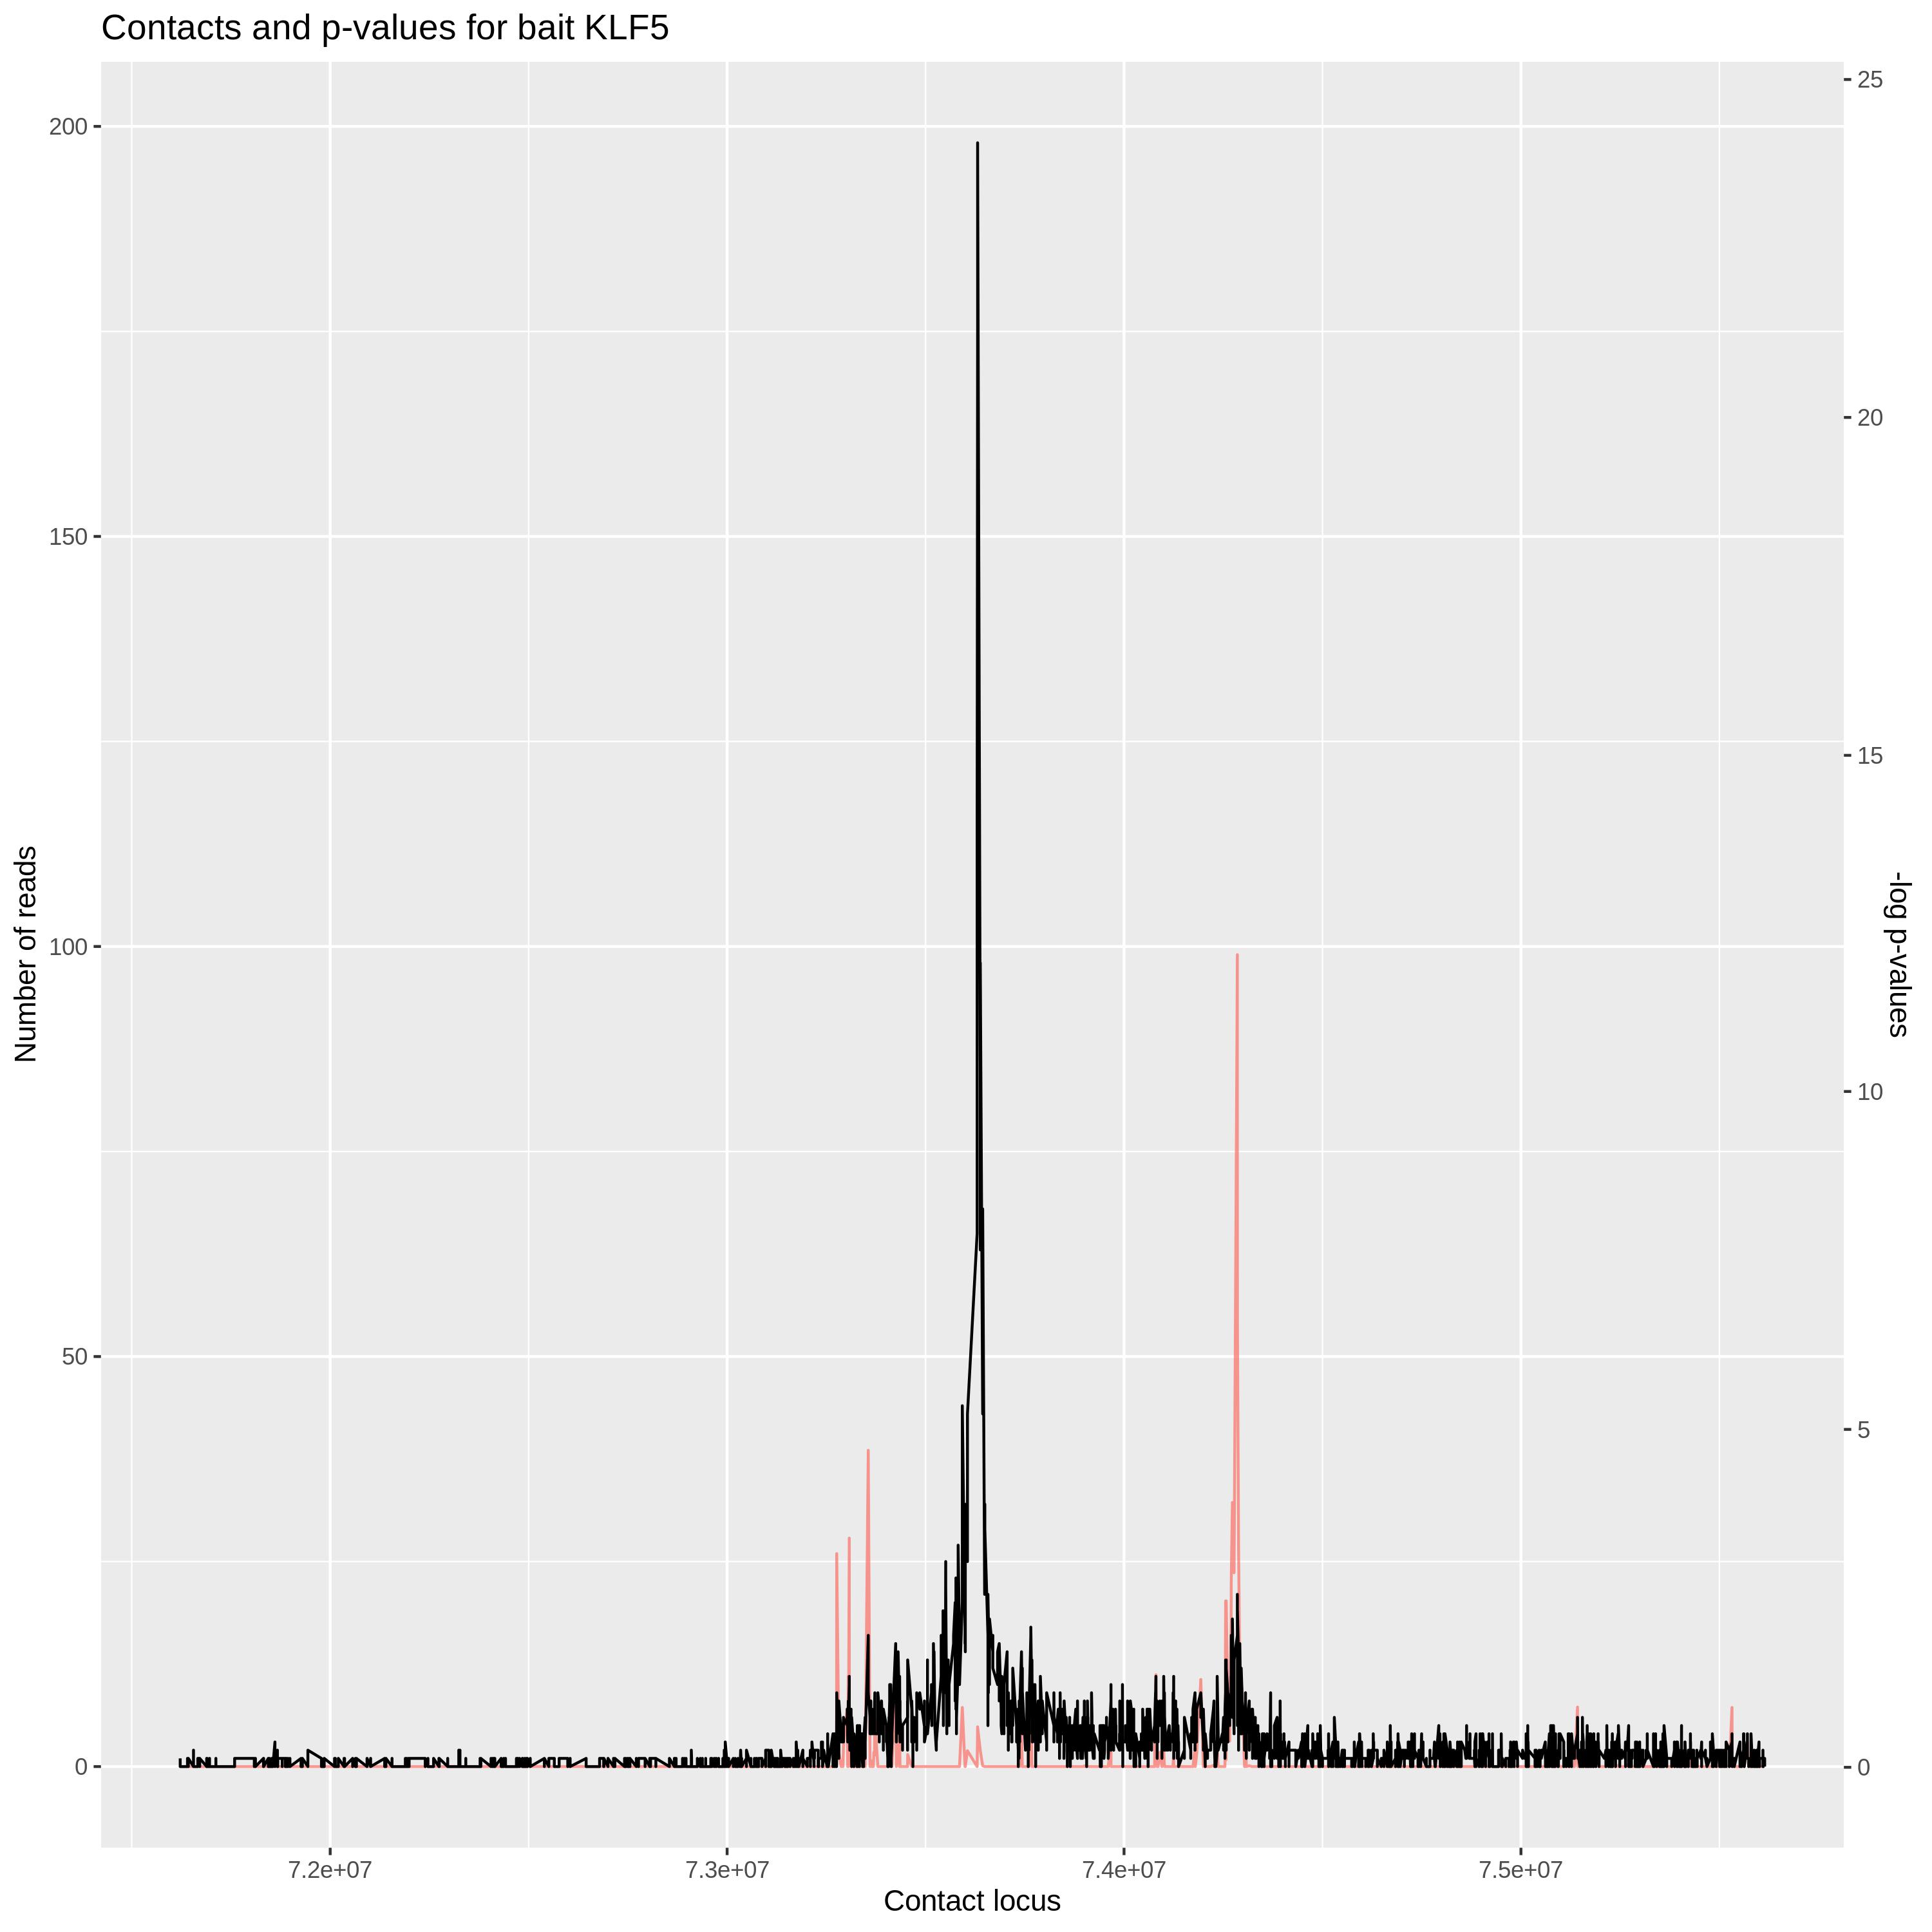 Contacts and p-values for bait KLF5
Number of reads
200
150
100
50
0
25
20
15
10
5
0
-log p-values
7.2e+07 7.3e+07 7.4e+07 7.5e+07
Contact locus